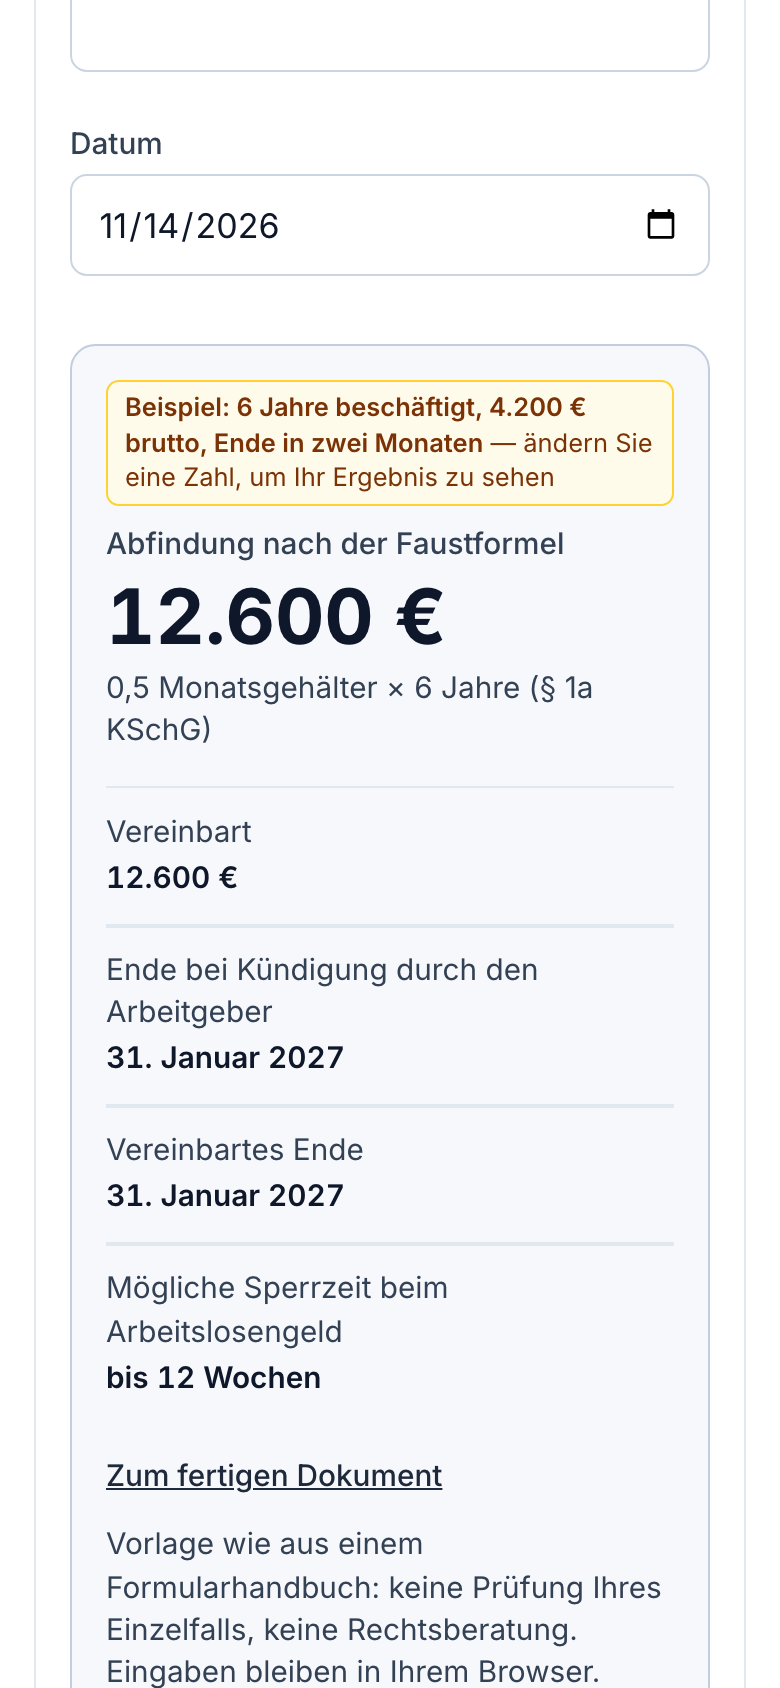 Datum
11/14/2026
Beispiel: 6 Jahre beschäftigt, 4.200 €
brutto, Ende in zwei Monaten — ändern Sie
eine Zahl, um Ihr Ergebnis zu sehen
Abfindung nach der Faustformel
12.600 €
0,5 Monatsgehälter × 6 Jahre (§ 1a
KSchG)
Vereinbart
12.600 €
Ende bei Kündigung durch den
Arbeitgeber
31. Januar 2027
Vereinbartes Ende
31. Januar 2027
Mögliche Sperrzeit beim
Arbeitslosengeld
bis 12 Wochen
Zum fertigen Dokument
Vorlage wie aus einem
Formularhandbuch: keine Prüfung Ihres
Einzelfalls, keine Rechtsberatung.
Eingaben bleiben in Ihrem Browser.